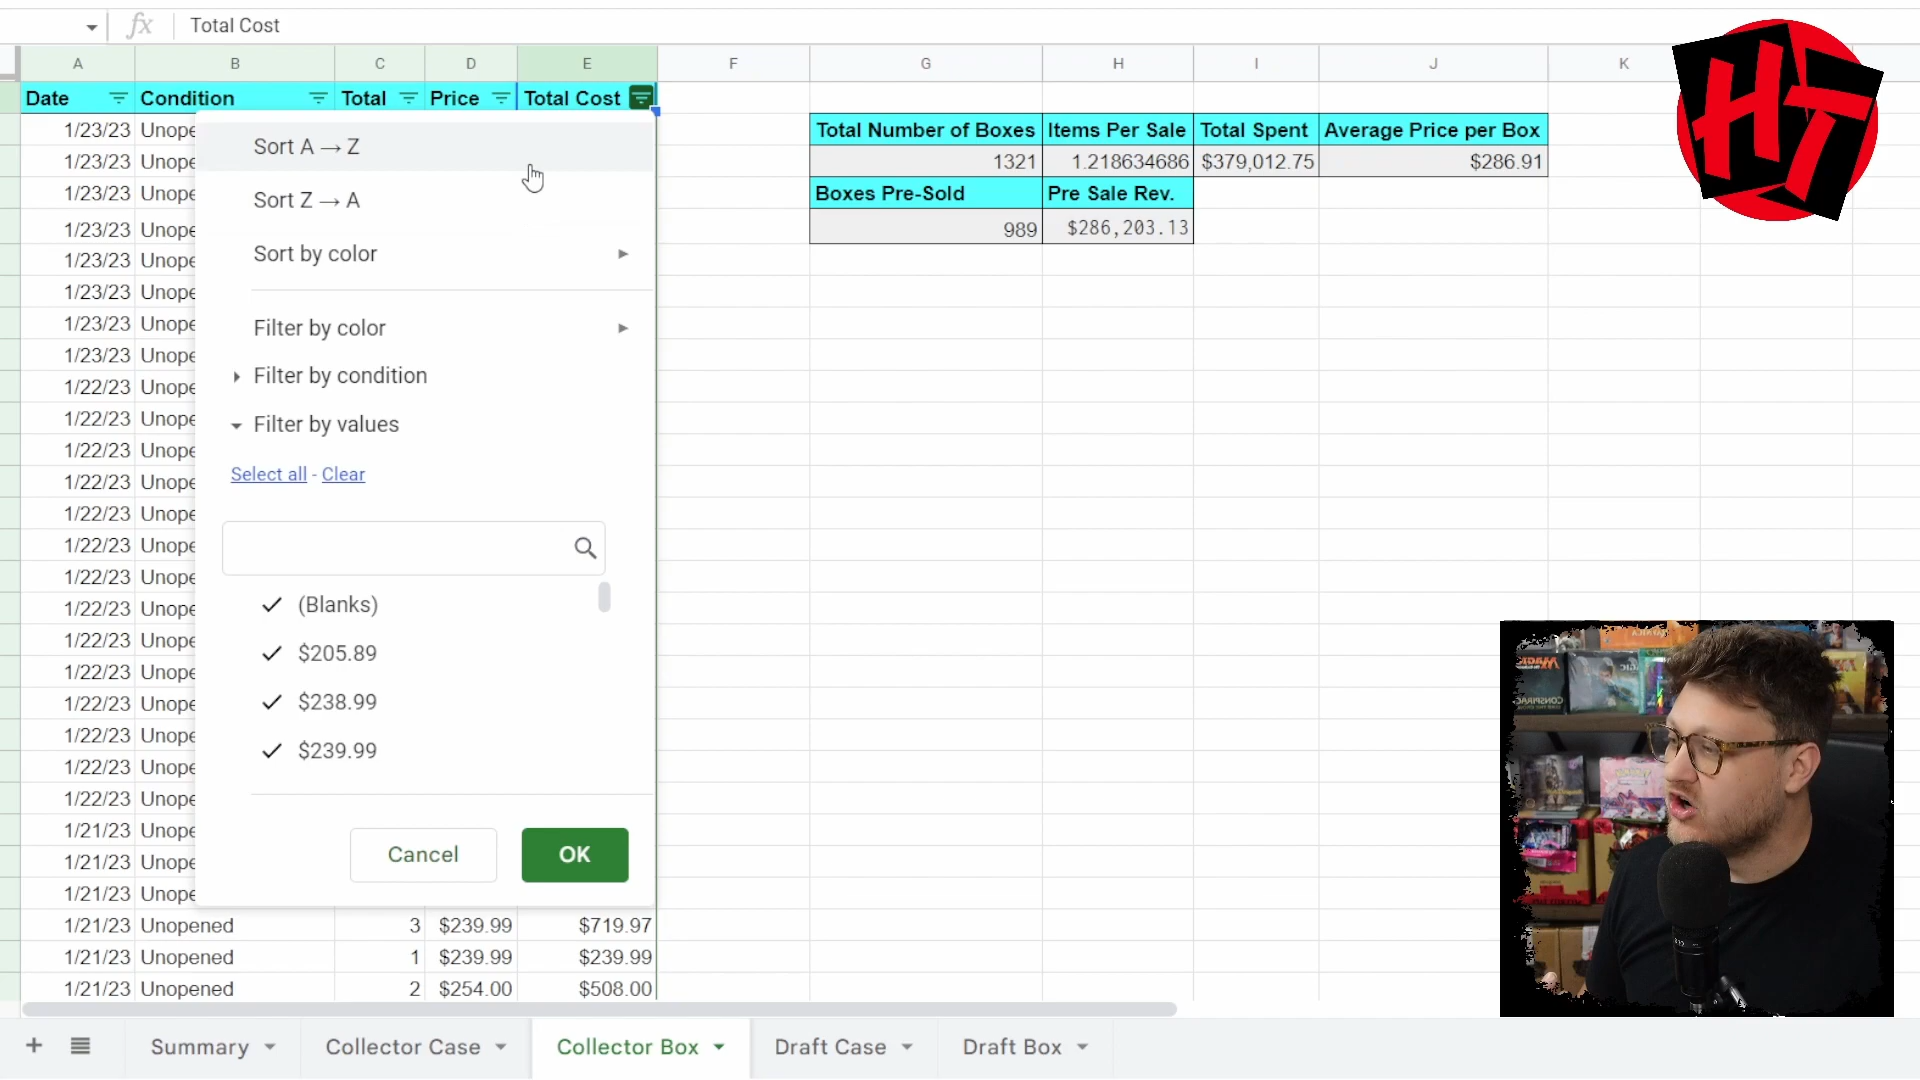 fx Total Cost
A B C D E F G H I J K
Date Condition Total Price Total Cost
HT
1/23/23 Unope
Total Number of Boxes Items Per Sale Total Spent Average Price per Box
1/23/23 Unope
1321 1.218634686 $379,012.75 $286.91
1/23/23 Unope
Boxes Pre-Sold Pre Sale Rev.
1/23/23 Unope
989 $286,203.13
1/23/23 Unope
1/23/23 Unope
1/23/23 Unope
1/23/23 Unope
1/22/23 Unope
1/22/23 Unope
1/22/23 Unope
1/22/23 Unope
1/22/23 Unope
1/22/23 Unope
1/22/23 Unope
1/22/23 Unope
1/22/23 Unope
1/22/23 Unope
1/22/23 Unope
1/22/23 Unope
1/22/23 Unope
1/22/23 Unope
1/21/23 Unope
1/21/23 Unope
1/21/23 Unope
1/21/23 Unopened 3 $239.99 $719.97
1/21/23 Unopened 1 $239.99 $239.99
1/21/23 Unopened 2 $254.00 $508.00
Sort A → Z
Sort Z → A
Sort by color
Filter by color
Filter by condition
Filter by values
Select all - Clear
(Blanks)
$205.89
$238.99
$239.99
Cancel OK
MAGIC
CONSPIRACY
Summary Collector Case Collector Box Draft Case Draft Box